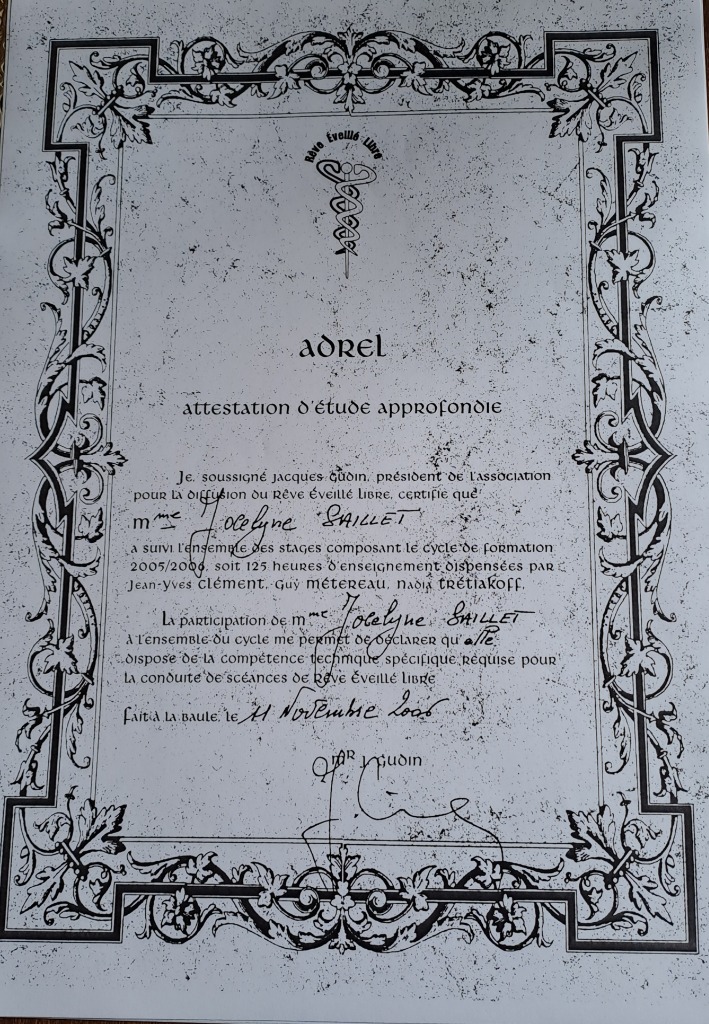 Rêve Éveillé Libre
ADREL
attestation d'étude approfondie
Je, soussigné Jacques Gudin, président de l'association
pour la diffusion du Rêve Éveillé Libre, certifie que
mme Jocelyne SAILLET
a suivi l'ensemble des stages composant le cycle de formation
2005/2006, soit 125 heures d'enseignement dispensées par
Jean-Yves Clément, Guy Métereau, Nadia Trétiakoff.
La participation de mme Jocelyne SAILLET
à l'ensemble du cycle me permet de déclarer qu'elle
dispose de la compétence technique spécifique requise pour
la conduite de scéances de Rêve Éveillé Libre
Fait à La Baule, le 11 Novembre 2006
MR J Gudin